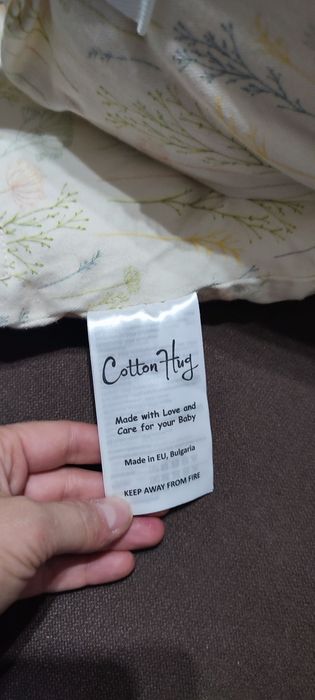 Cotton Hug
Made with Love and
Care for your Baby
Made in EU, Bulgaria
KEEP AWAY FROM FIRE